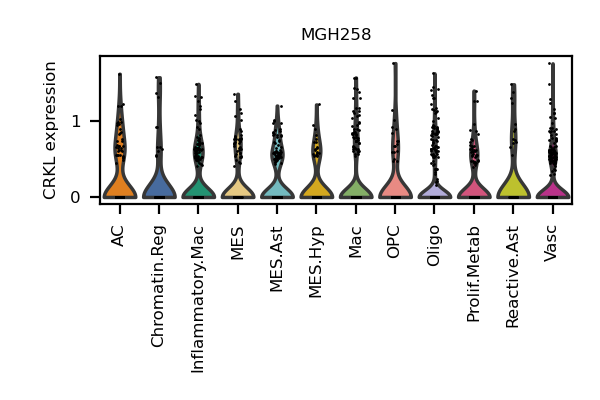 MGH258
CRKL expression
1
0
AC
Chromatin.Reg
Inflammatory.Mac
MES
MES.Ast
MES.Hyp
Mac
OPC
Oligo
Prolif.Metab
Reactive.Ast
Vasc